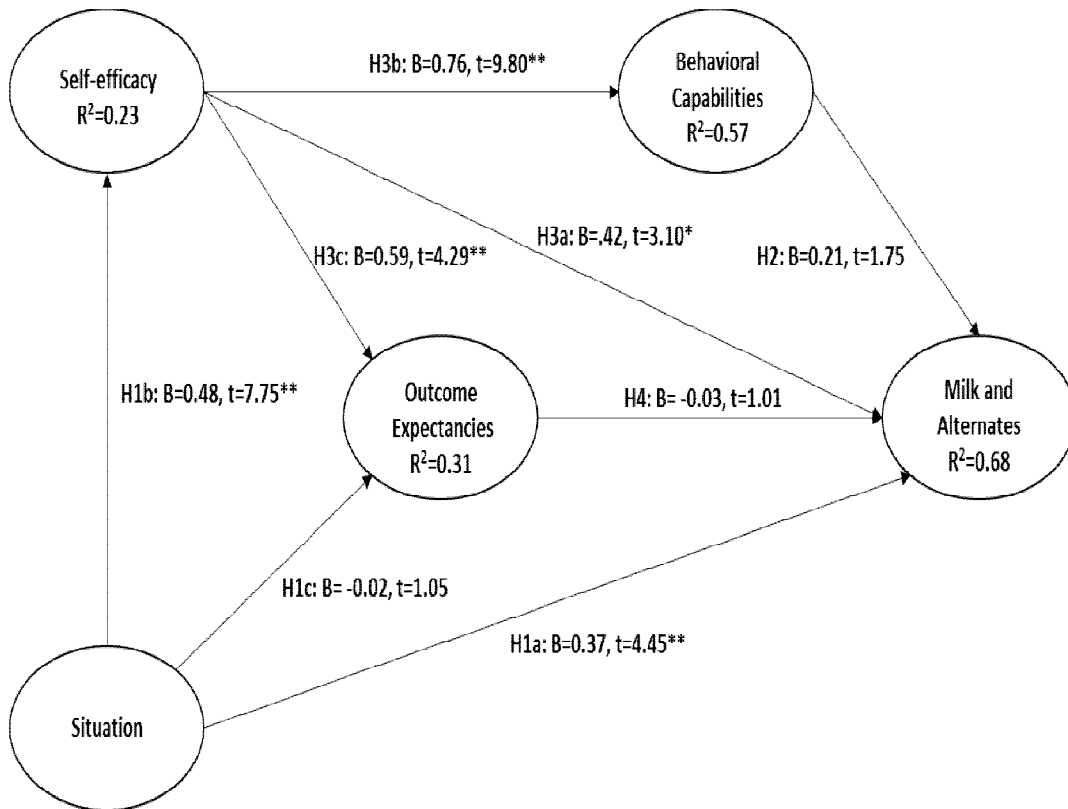 Self-efficacy
R²=0.23
H3b: B=0.76, t=9.80**
Behavioral
Capabilities
R²=0.57
H3a: B=.42, t=3.10*
H3c: B=0.59, t=4.29**
H2: B=0.21, t=1.75
H1b: B=0.48, t=7.75**
Outcome
Expectancies
R²=0.31
H4: B= -0.03, t=1.01
Milk and
Alternates
R²=0.68
H1c: B= -0.02, t=1.05
H1a: B=0.37, t=4.45**
Situation